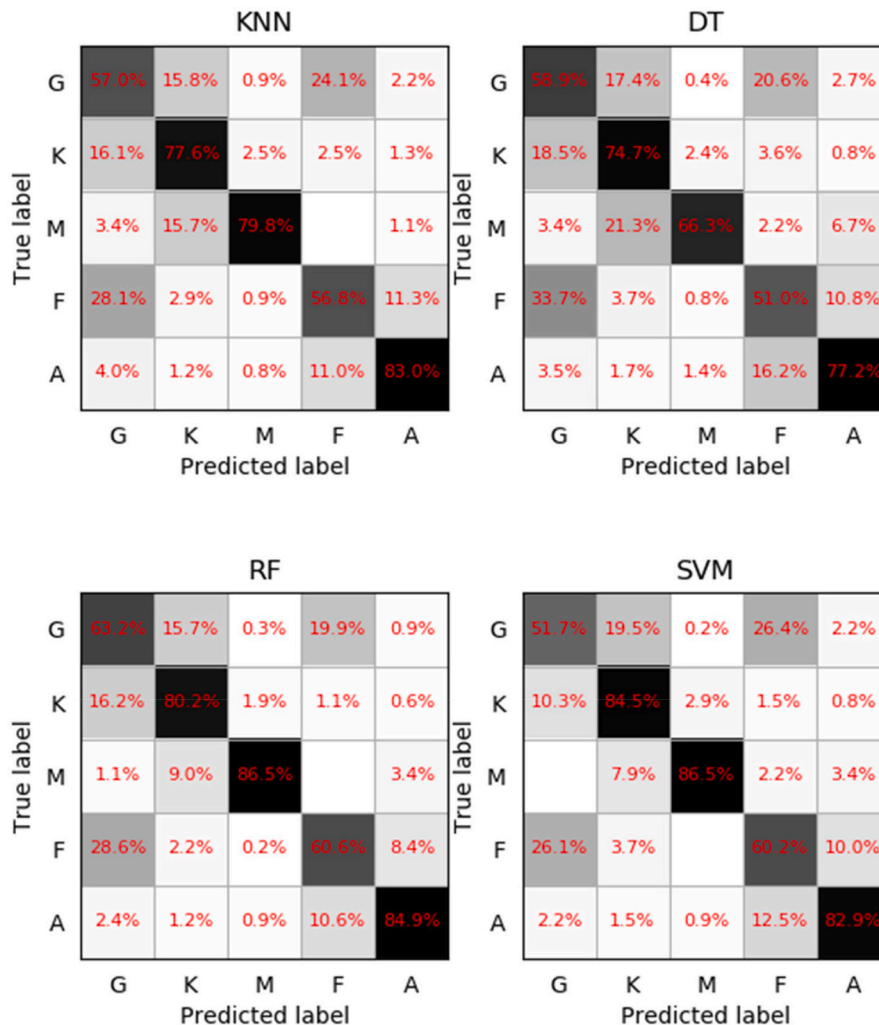 KNN
G 57.0% 15.8% 0.9% 24.1% 2.2%
K 16.1% 77.6% 2.5% 2.5% 1.3%
M 3.4% 15.7% 79.8% 1.1%
F 28.1% 2.9% 0.9% 56.8% 11.3%
A 4.0% 1.2% 0.8% 11.0% 83.0%
G K M F A
Predicted label
True label
DT
58.9% 17.4% 0.4% 20.6% 2.7%
18.5% 74.7% 2.4% 3.6% 0.8%
3.4% 21.3% 66.3% 2.2% 6.7%
33.7% 3.7% 0.8% 51.0% 10.8%
3.5% 1.7% 1.4% 16.2% 77.2%
G K M F A
Predicted label
True label
RF
G 63.2% 15.7% 0.3% 19.9% 0.9%
K 16.2% 80.2% 1.9% 1.1% 0.6%
M 1.1% 9.0% 86.5% 3.4%
F 28.6% 2.2% 0.2% 60.6% 8.4%
A 2.4% 1.2% 0.9% 10.6% 84.9%
G K M F A
Predicted label
True label
SVM
51.7% 19.5% 0.2% 26.4% 2.2%
10.3% 84.5% 2.9% 1.5% 0.8%
7.9% 86.5% 2.2% 3.4%
26.1% 3.7% 60.2% 10.0%
2.2% 1.5% 0.9% 12.5% 82.9%
G K M F A
Predicted label
True label